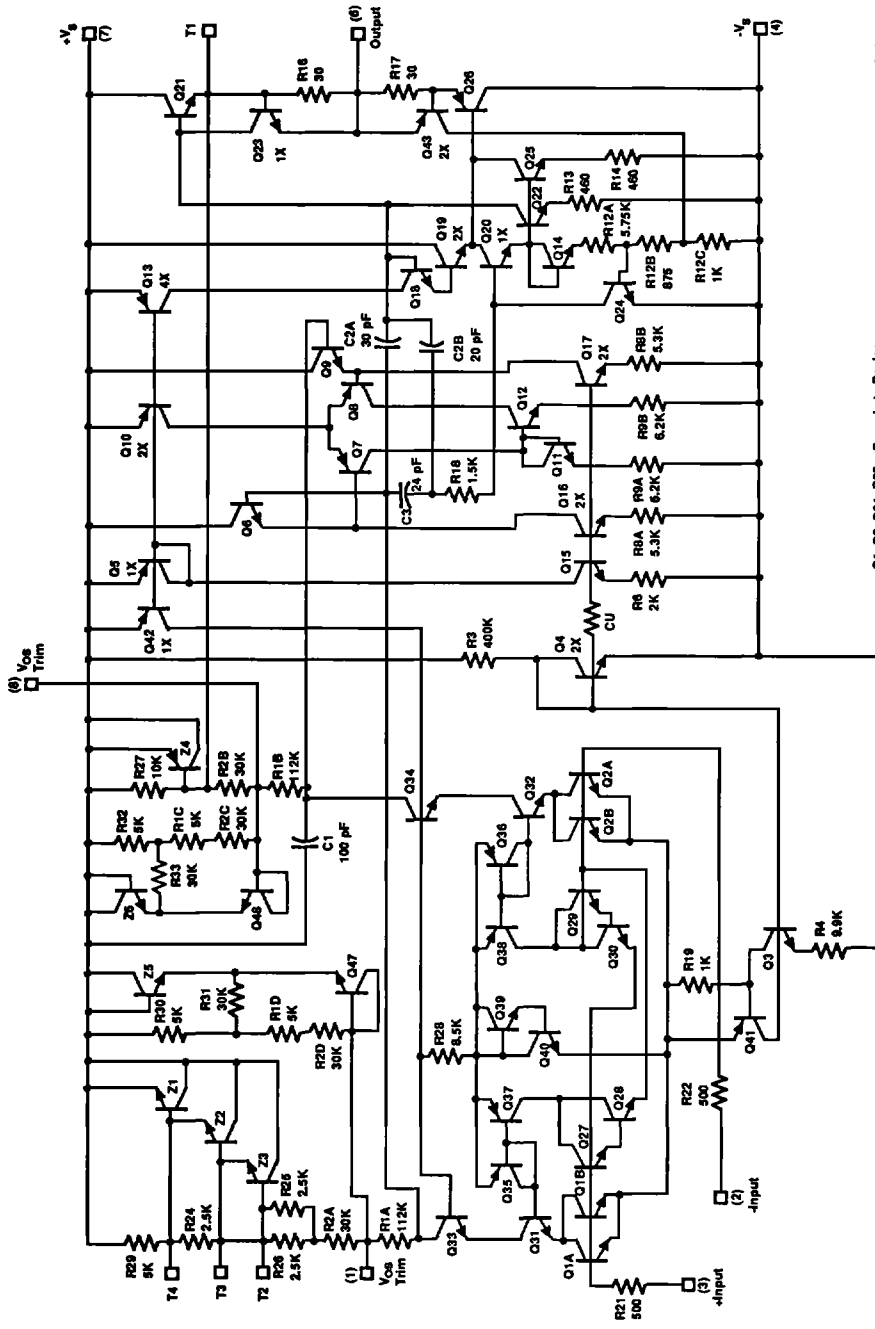 +Vs
(7)
T1
(6)
Output
-Vs
(4)
(8) Vos
Trim
Q21
Q23
1X
R16
30
R17
30
Q43
2X
Q26
Q13
4X
Q19
2X
Q18
Q20
1X
Q22
Q25
R13
460
R14
460
Q14
R12A
5.75K
R12B
875
R12C
1K
Q24
C2A
30 pF
C2B
20 pF
Q10
2X
Q9
Q8
Q7
Q6
C3
24 pF
R18
1.5K
Q12
Q11
Q17
2X
Q16
2X
Q15
R8B
5.3K
R9B
6.2K
R9A
6.2K
R8A
5.3K
R6
2K
CU
Q5
1X
Q42
1X
R3
400K
Q4
2X
R27
10K
Z4
R2B
30K
R1B
112K
R32
5K
R1C
5K
R2C
30K
R33
30K
Z6
Q48
C1
100 pF
Z5
R30
5K
R31
30K
R1D
5K
R2D
30K
Q47
Z1
Z2
Z3
R29
5K
R24
2.5K
R25
2.5K
R26
2.5K
R2A
30K
R1A
112K
T4
T3
T2
(1)
Vos
Trim
Q34
Q33
Q36
Q32
Q38
Q2A
Q2B
Q29
Q30
R28
8.5K
Q39
Q40
Q37
Q35
Q31
Q28
Q27
Q1B
Q1A
R19
1K
Q41
Q3
R4
9.9K
R22
500
(2)
-Input
R21
500
(3)
+Input